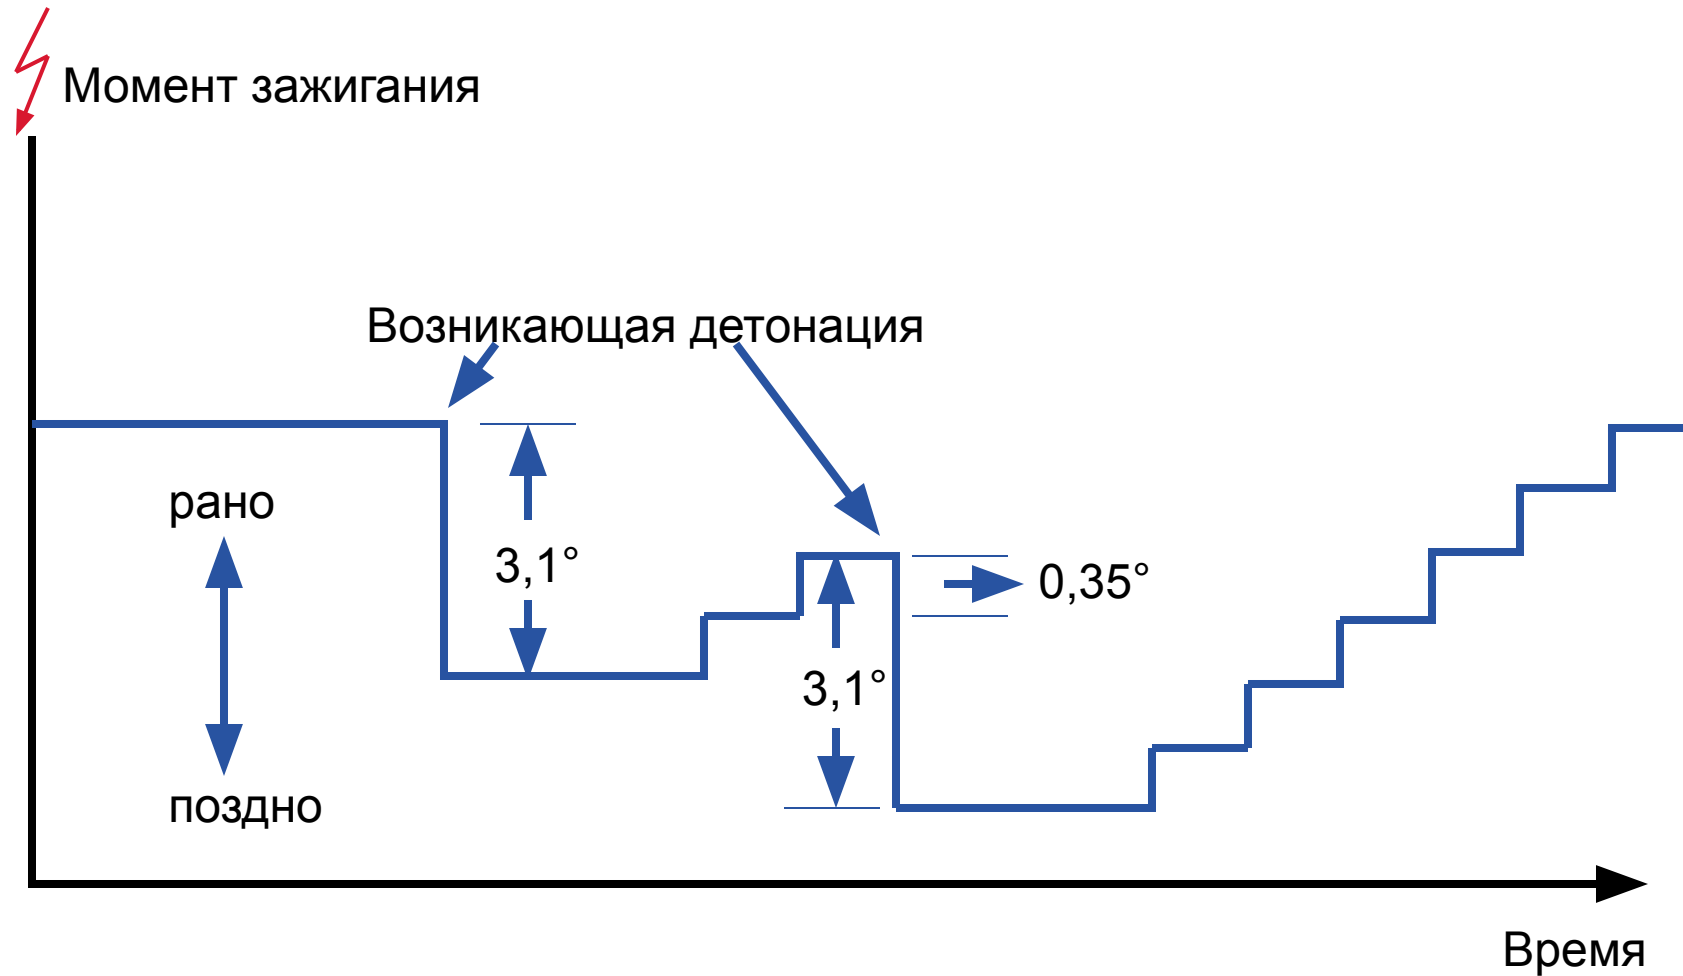 Момент зажигания
Возникающая детонация
рано
3,1°
0,35°
3,1°
поздно
Время